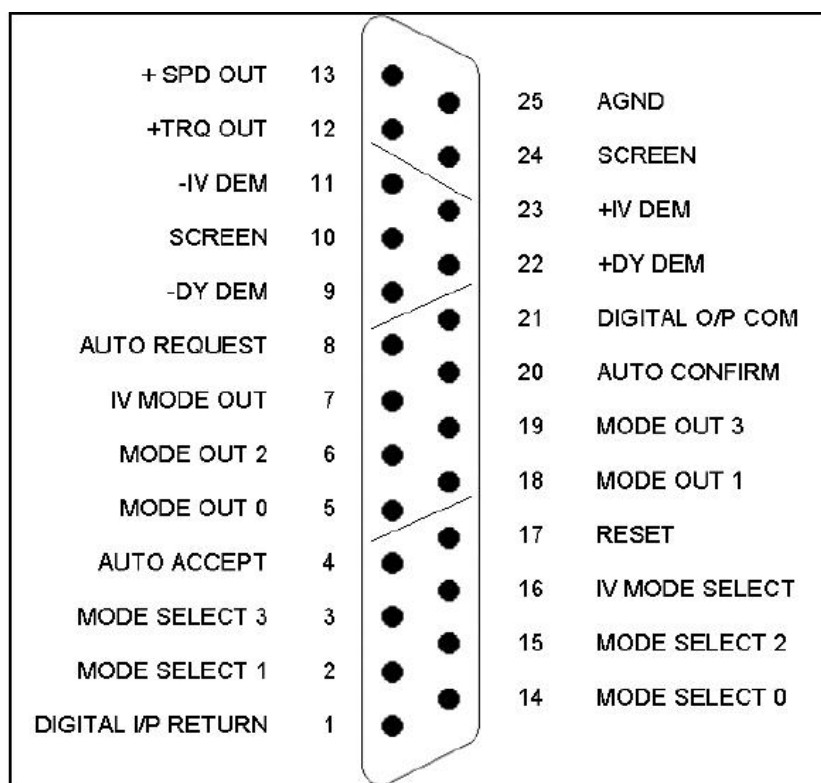 + SPD OUT 13
25 AGND
+TRQ OUT 12
24 SCREEN
-IV DEM 11
23 +IV DEM
SCREEN 10
22 +DY DEM
-DY DEM 9
21 DIGITAL O/P COM
AUTO REQUEST 8
20 AUTO CONFIRM
IV MODE OUT 7
19 MODE OUT 3
MODE OUT 2 6
18 MODE OUT 1
MODE OUT 0 5
17 RESET
AUTO ACCEPT 4
16 IV MODE SELECT
MODE SELECT 3 3
15 MODE SELECT 2
MODE SELECT 1 2
14 MODE SELECT 0
DIGITAL I/P RETURN 1